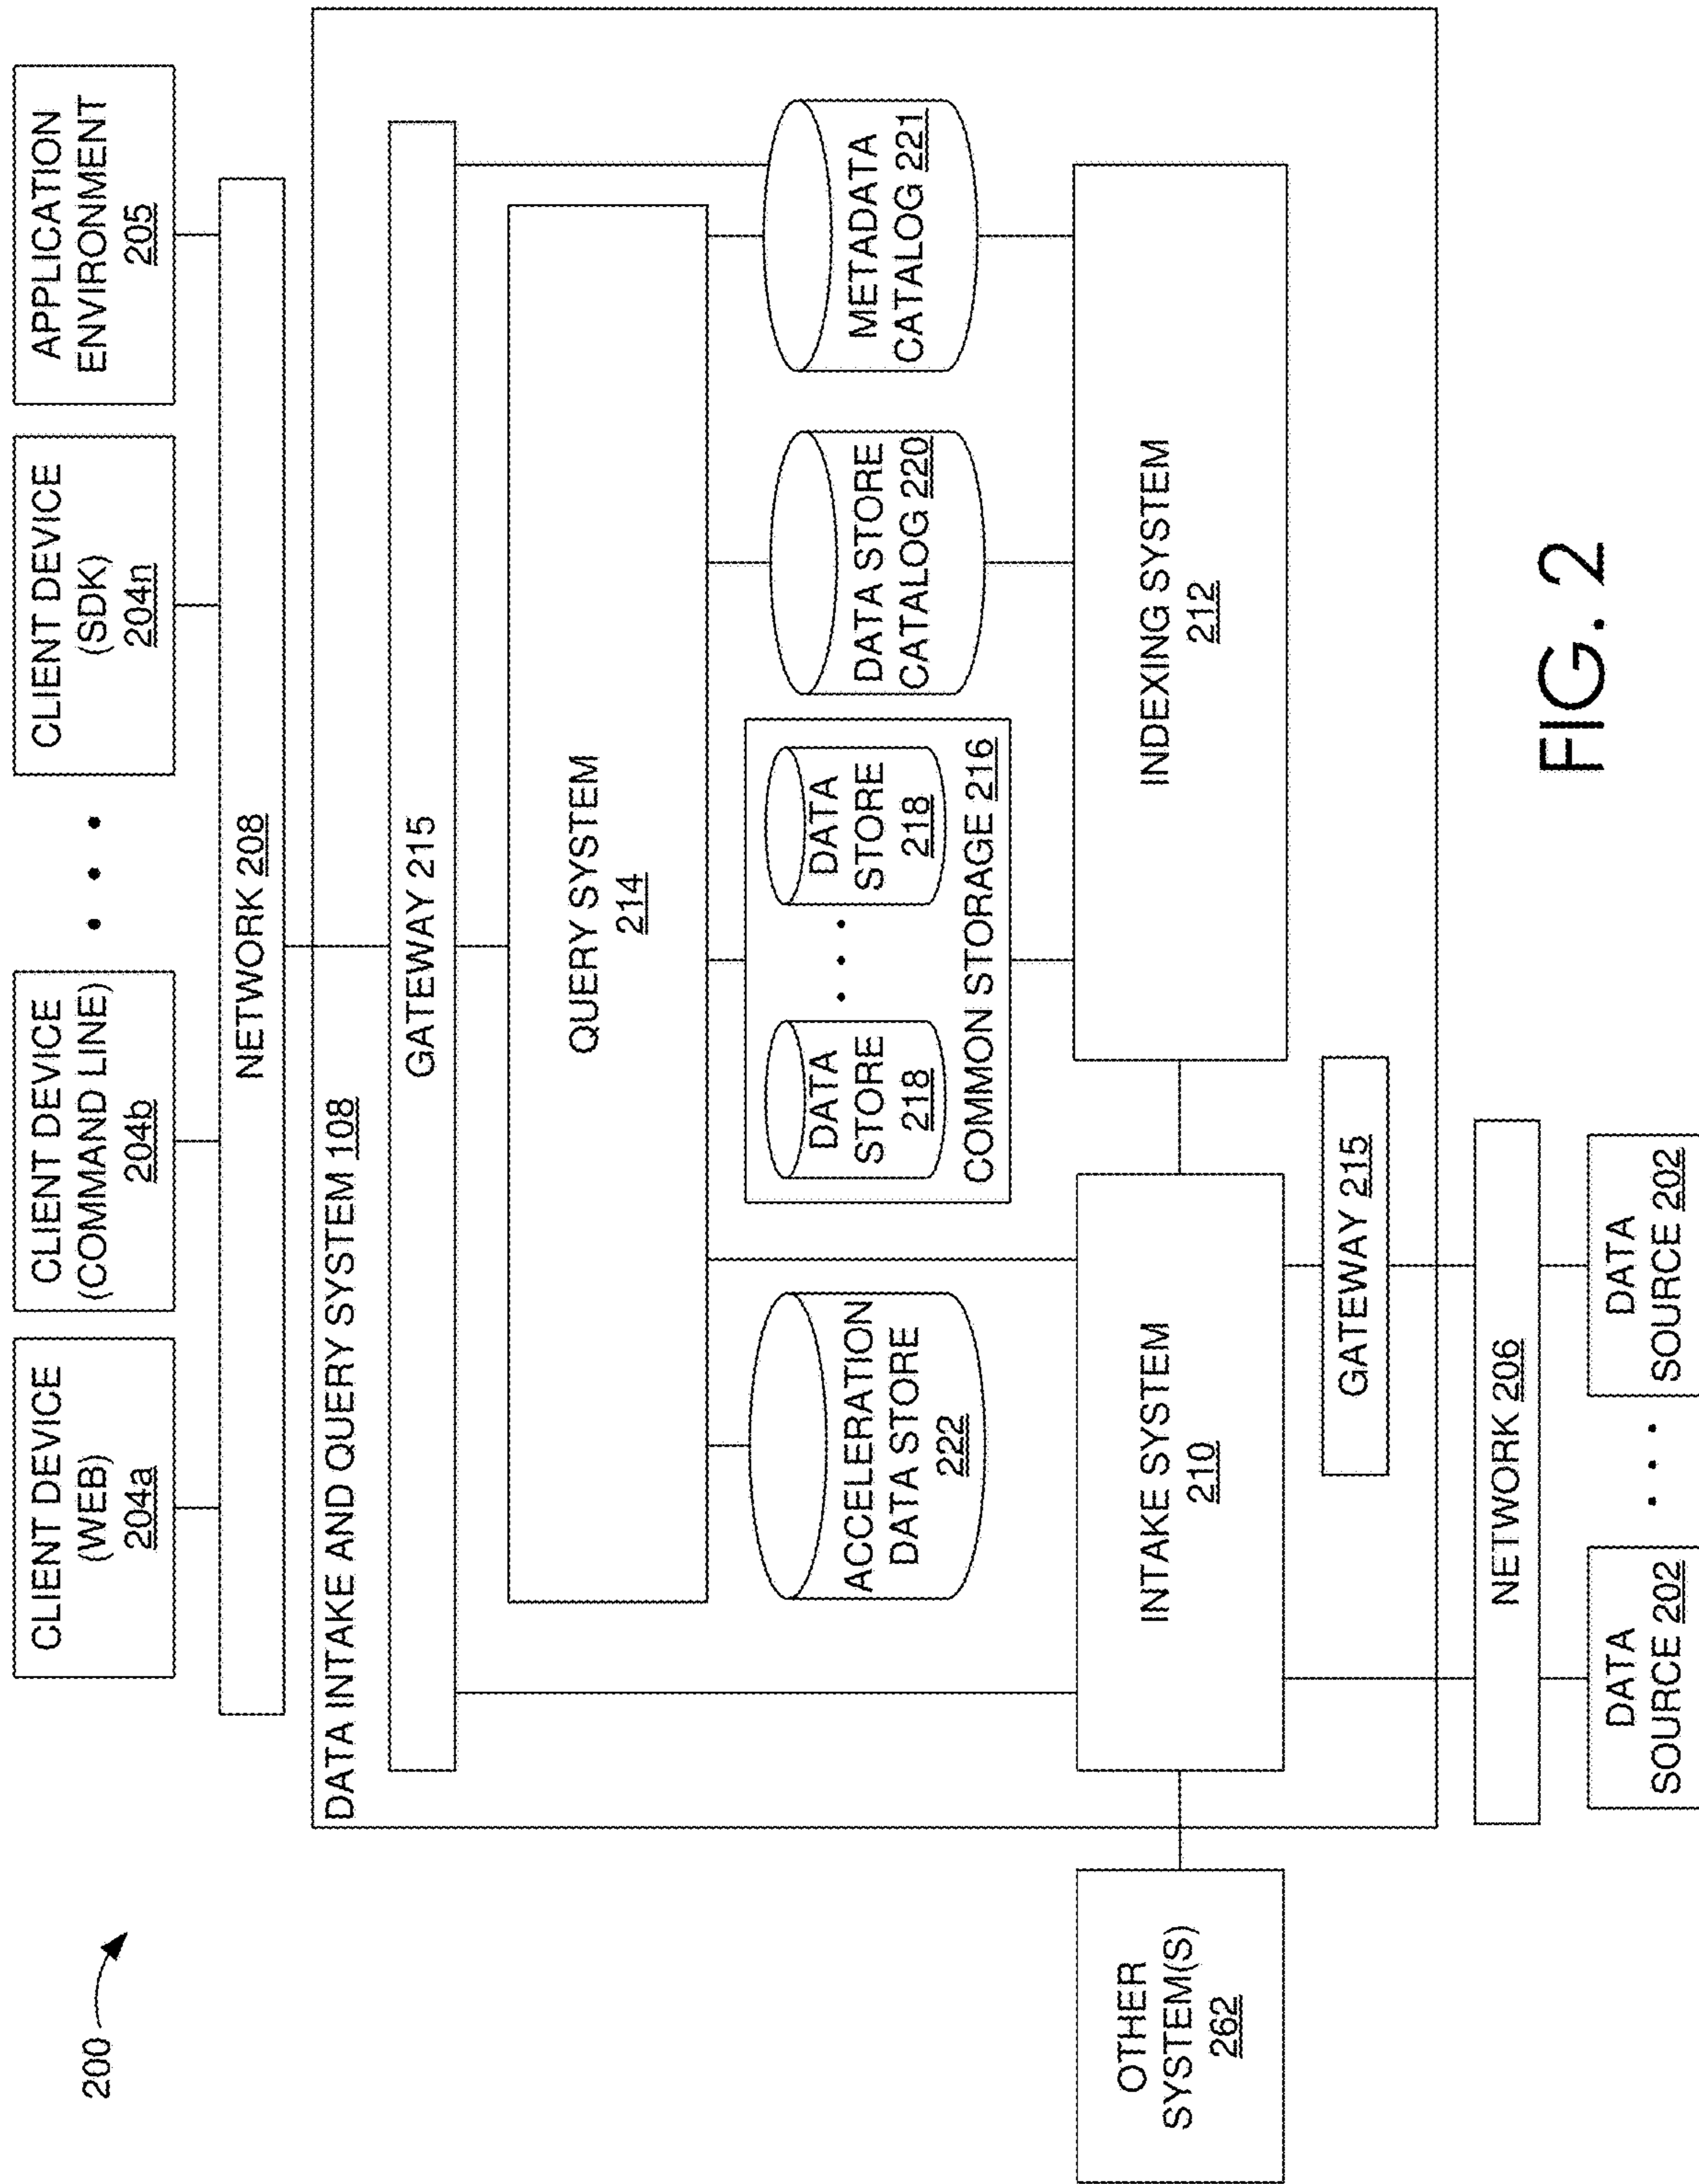 200
CLIENT DEVICE
(WEB)
204a
CLIENT DEVICE
(COMMAND LINE)
204b
• • •
CLIENT DEVICE
(SDK)
204n
APPLICATION
ENVIRONMENT
205
NETWORK 208
DATA INTAKE AND QUERY SYSTEM 108
GATEWAY 215
QUERY SYSTEM
214
ACCELERATION
DATA STORE
222
DATA
STORE
218
• • •
DATA
STORE
218
COMMON STORAGE 216
DATA STORE
CATALOG 220
METADATA
CATALOG 221
OTHER
SYSTEM(S)
262
INTAKE SYSTEM
210
INDEXING SYSTEM
212
GATEWAY 215
NETWORK 206
DATA
SOURCE 202
• • •
DATA
SOURCE 202
FIG. 2